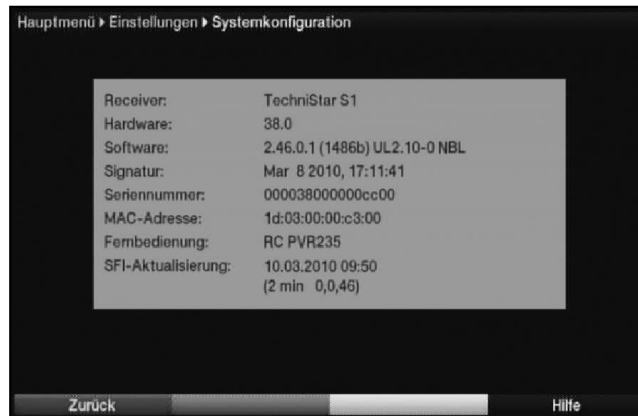 Hauptmenü ▸ Einstellungen ▸ Systemkonfiguration
Receiver: TechniStar S1
Hardware: 38.0
Software: 2.46.0.1 (1486b) UL2.10-0 NBL
Signatur: Mar 8 2010, 17:11:41
Seriennummer: 000038000000cc00
MAC-Adresse: 1d:03:00:00:c3:00
Fernbedienung: RC PVR235
SFI-Aktualisierung: 10.03.2010 09:50
(2 min 0,0,46)
Zurück Hilfe